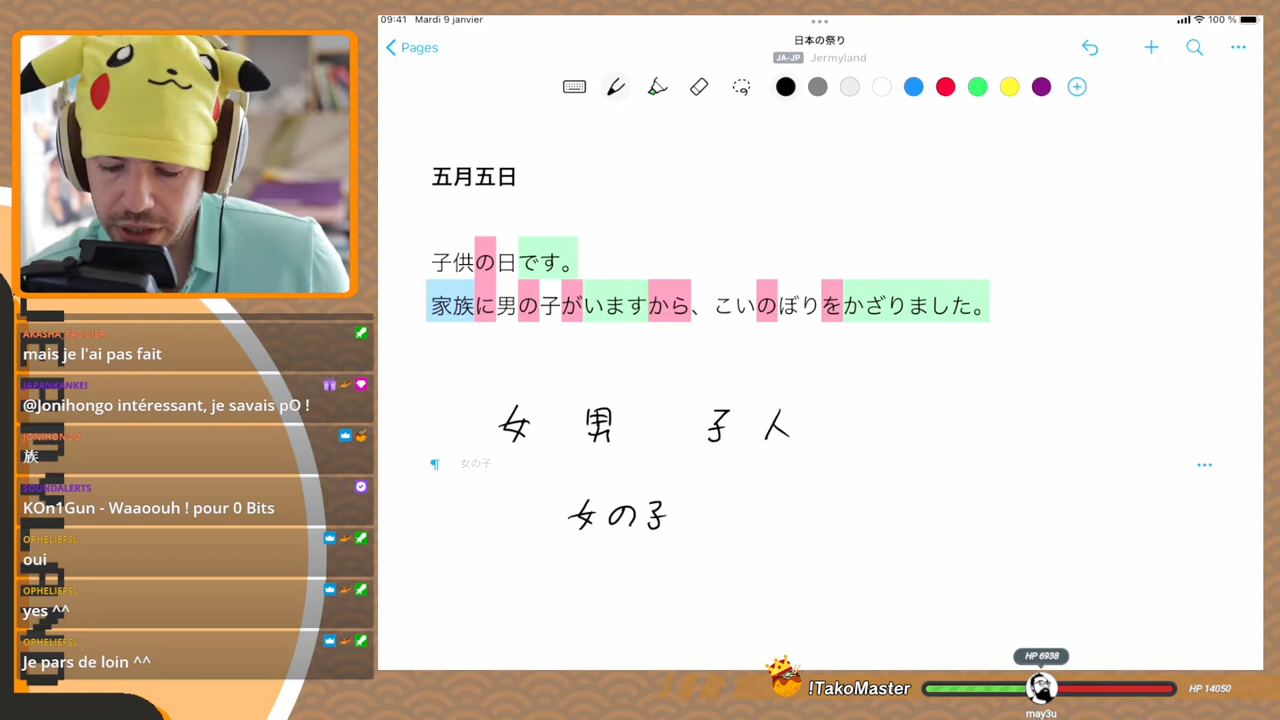 09:41 Mardi 9 janvier
100 %
Pages
日本の祭り
JA-JP Jermyland
五月五日
子供の日です。
家族に男の子がいますから、こいのぼりをかざりました。
女 男 子 人
女の子
女の子
mais je l'ai pas fait
JAPANKANKEI
@Jonihongo intéressant, je savais pO !
JONIHONGO
族
SOUNDALERTS
KOn1Gun - Waaoouh ! pour 0 Bits
OPHELIEFSL
oui
OPHELIEFSL
yes ^^
OPHELIEFSL
Je pars de loin ^^
HP 6938
!TakoMaster
HP 14050
may3u